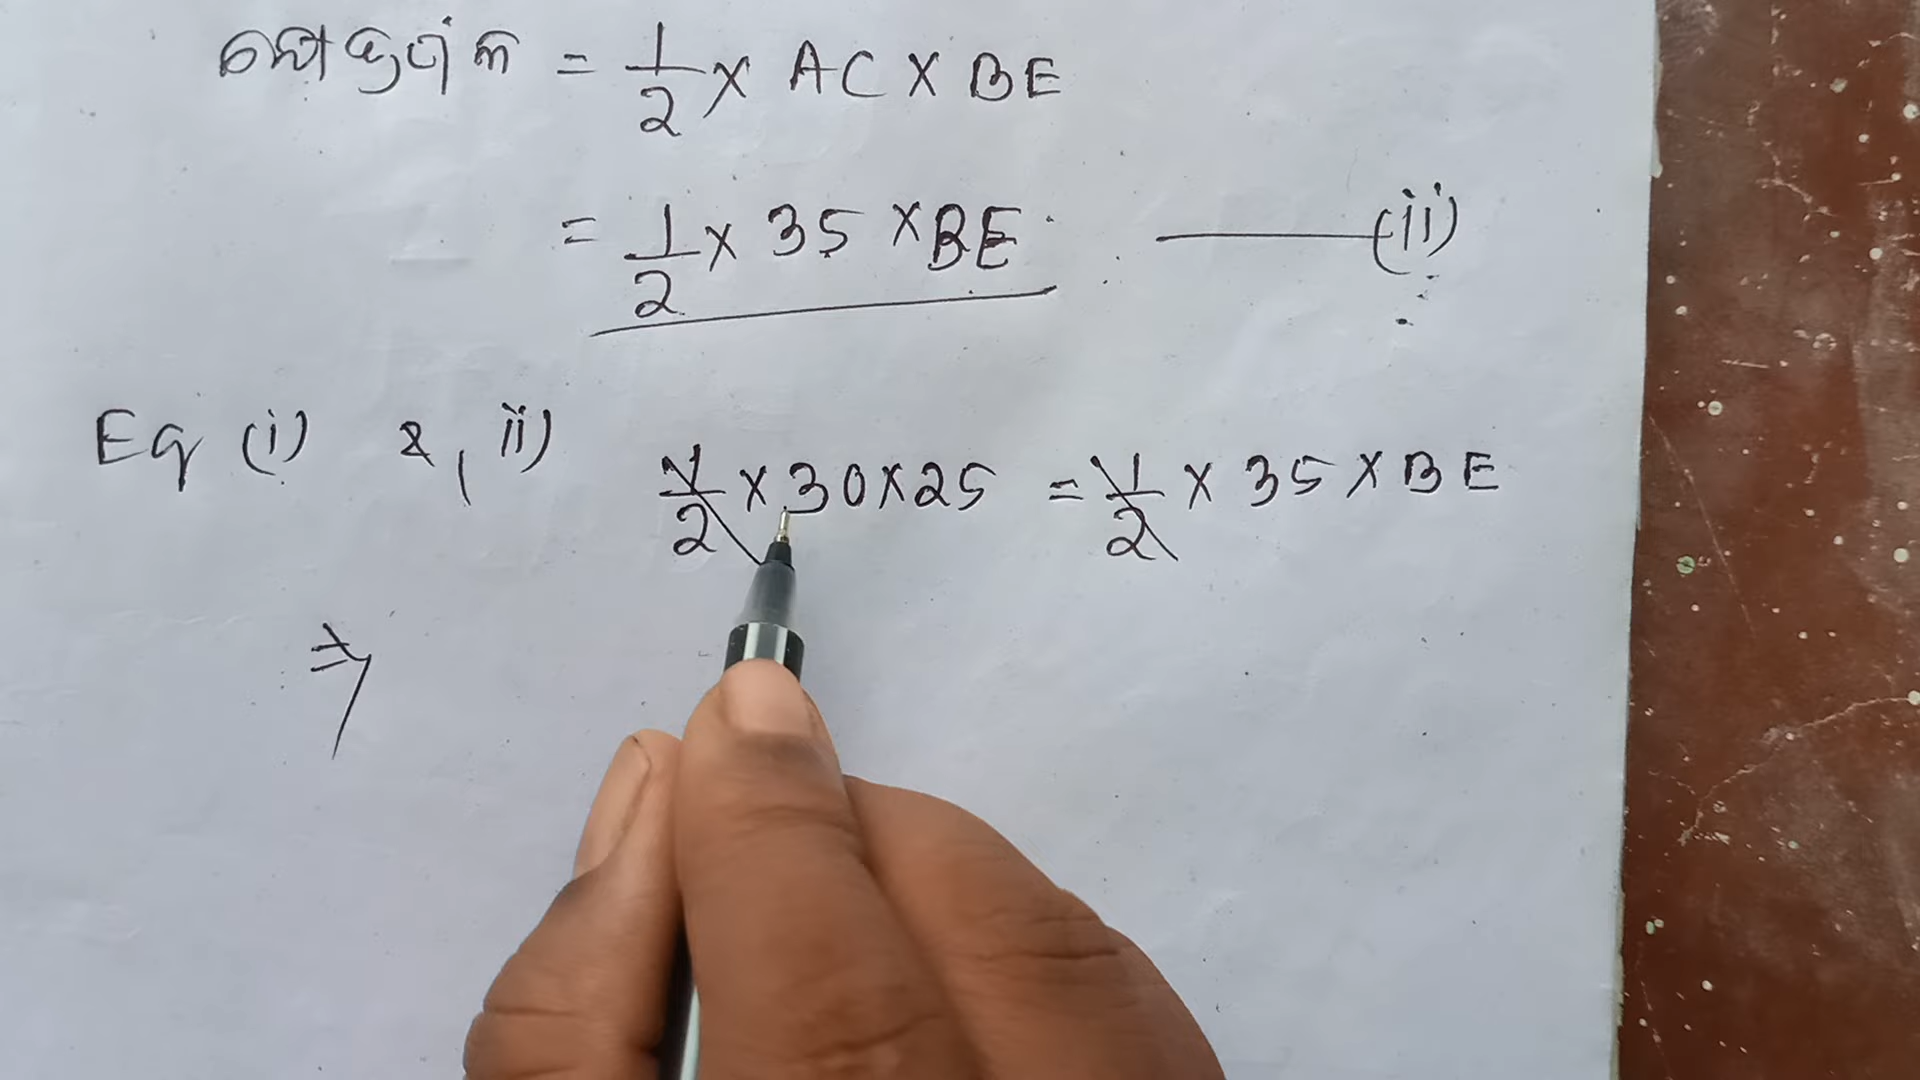 କ୍ଷେତ୍ରଫଳ = 1/2 × AC × BE
= 1/2 × 35 × BE ——— (ii)
Eq (i) & ii) 1/2 × 30 × 25 = 1/2 × 35 × BE
⇒